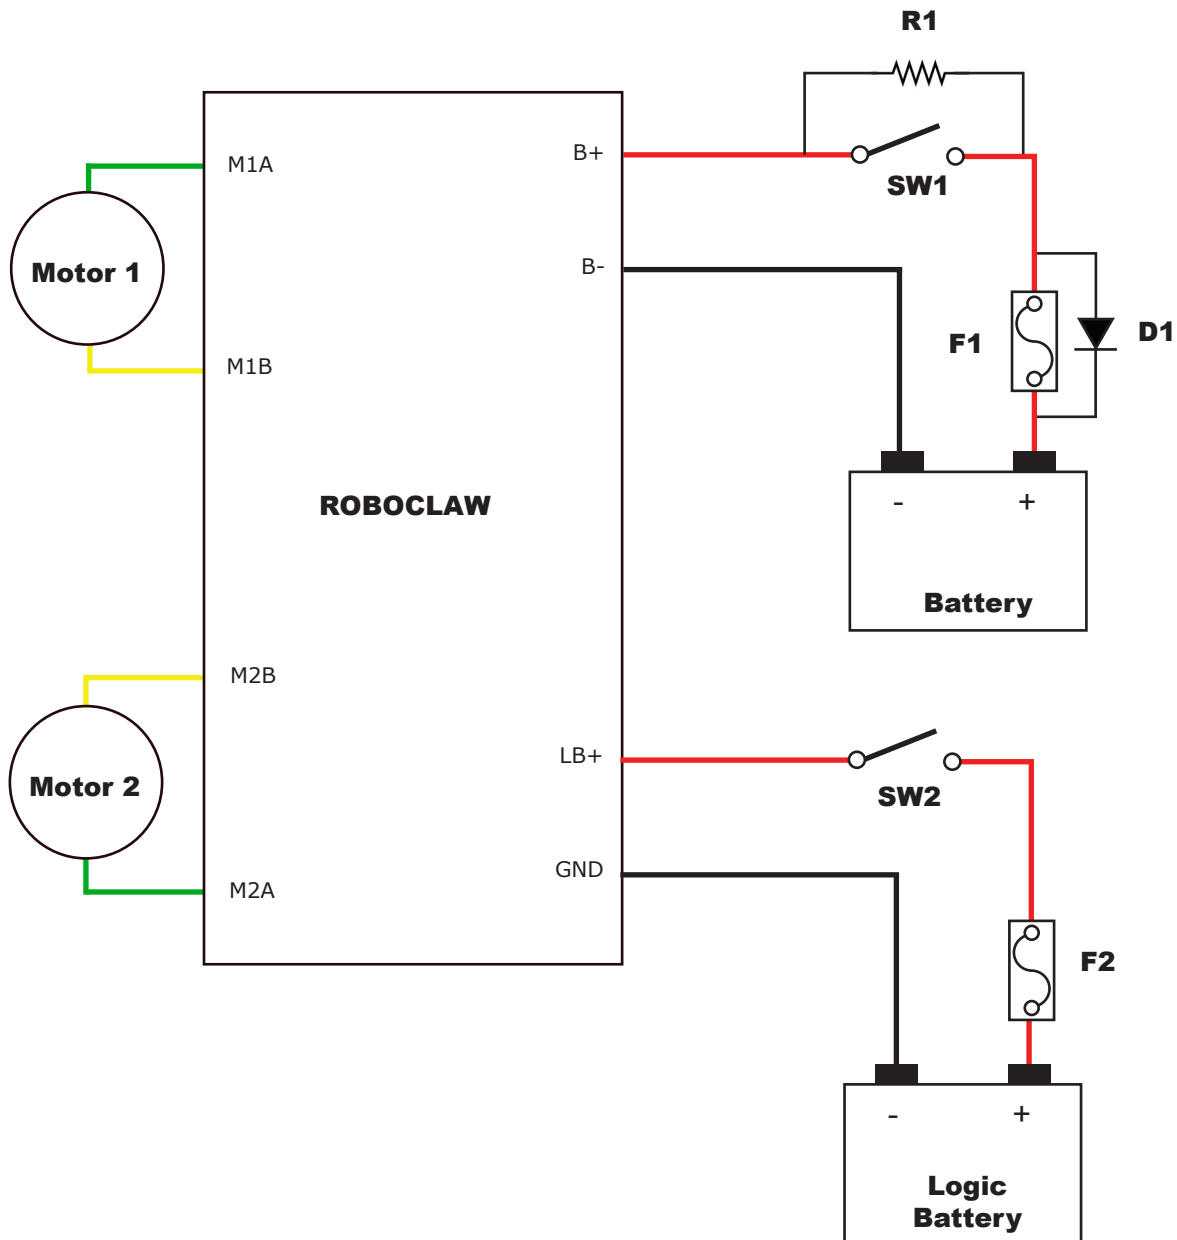 R1
M1A
B+
SW1
B-
Motor 1
F1
D1
M1B
ROBOCLAW
-
+
Battery
M2B
LB+
Motor 2
SW2
GND
M2A
F2
-
+
Logic
Battery